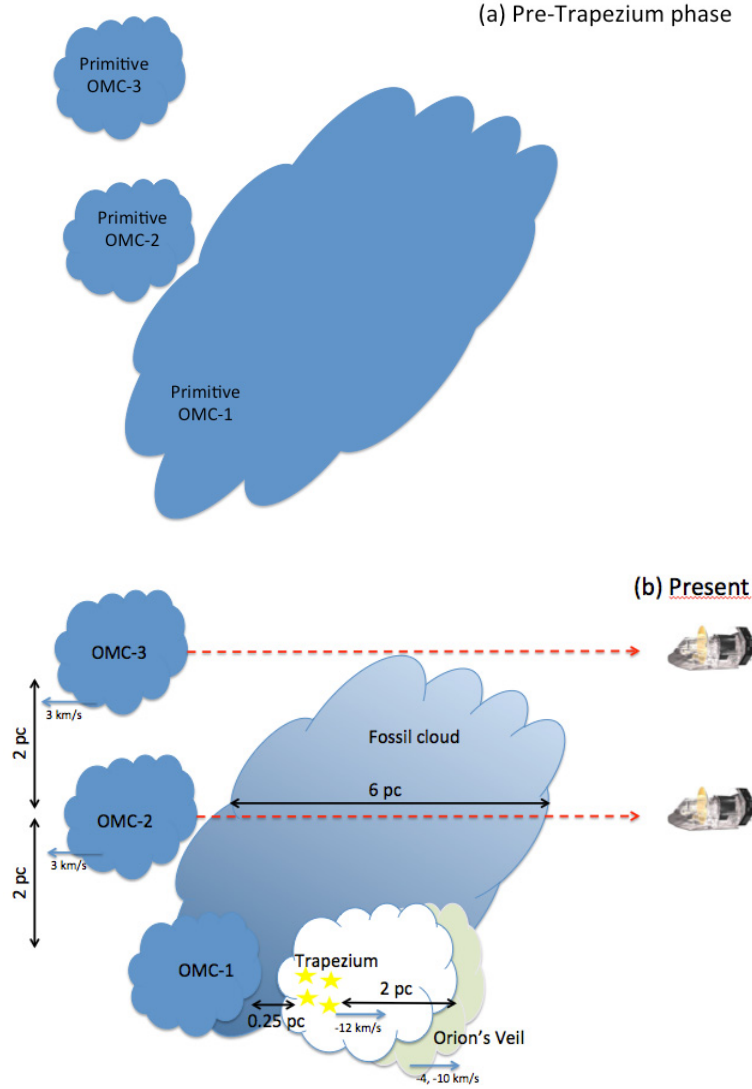 (a) Pre-Trapezium phase
Primitive
OMC-3
Primitive
OMC-2
Primitive
OMC-1
(b) Present
OMC-3
3 km/s
2 pc
Fossil cloud
6 pc
OMC-2
3 km/s
2 pc
OMC-1
Trapezium
2 pc
0.25 pc
-12 km/s
Orion's Veil
-4, -10 km/s